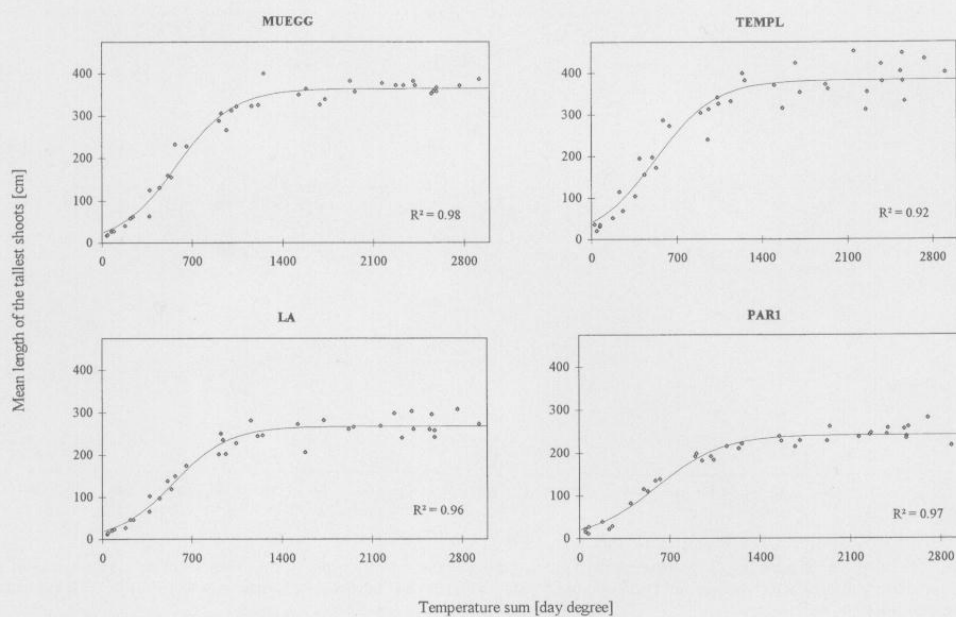 MUEGG
TEMPL
400
300
200
100
0
R² = 0.98
0 700 1400 2100 2800
400
300
200
100
0
R² = 0.92
0 700 1400 2100 2800
Mean length of the tallest shoots [cm]
LA
PAR1
400
300
200
100
0
R² = 0.96
0 700 1400 2100 2800
400
300
200
100
0
R² = 0.97
0 700 1400 2100 2800
Temperature sum [day degree]